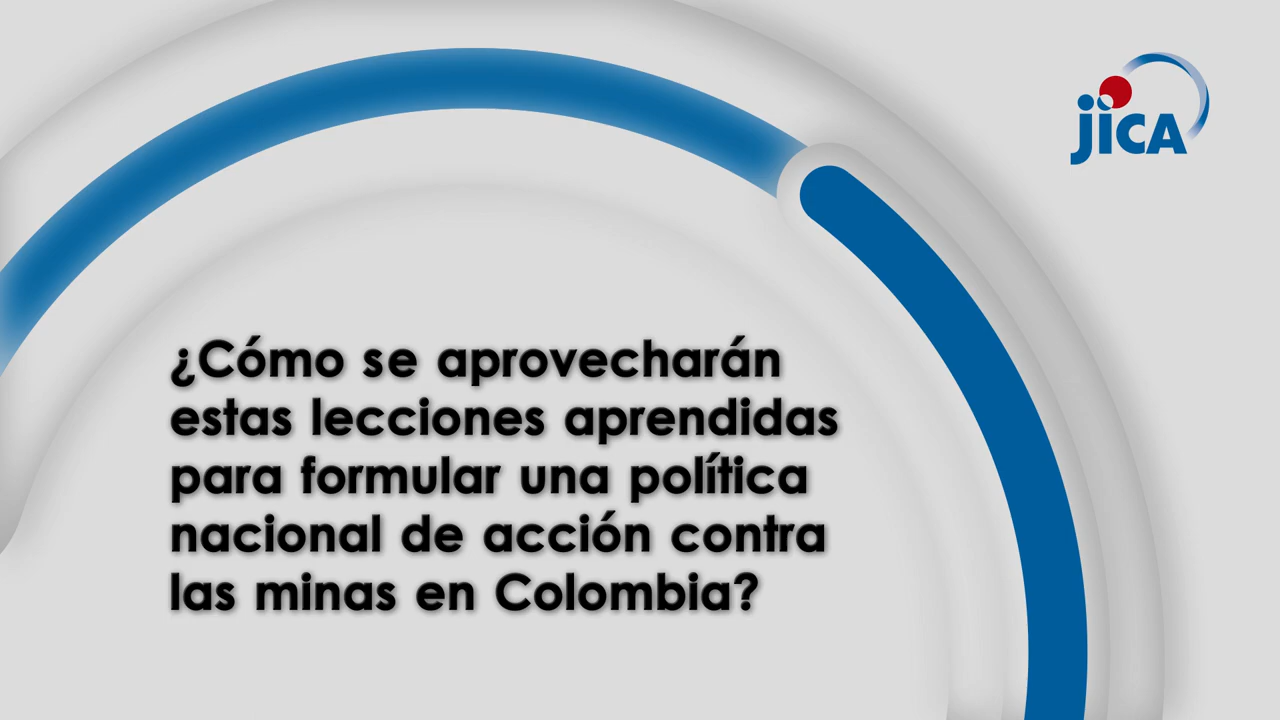 jica
¿Cómo se aprovecharán
estas lecciones aprendidas
para formular una política
nacional de acción contra
las minas en Colombia?